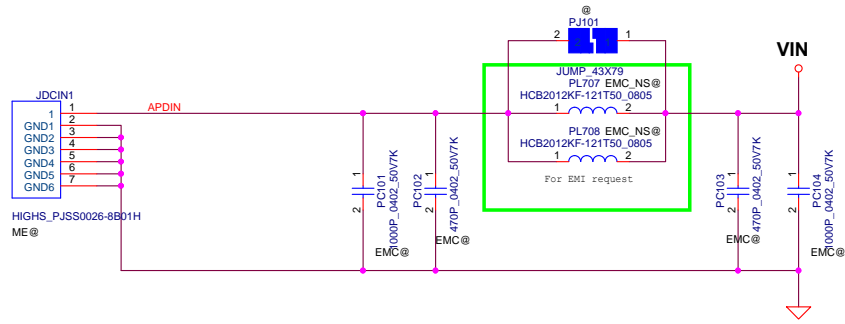 @
PJ101
2 1
VIN
JUMP_43X79
PL707 EMC_NS@
HCB2012KF-121T50_0805
1 2
PL708 EMC_NS@
HCB2012KF-121T50_0805
1 2
For EMI request
JDCIN1
APDIN
1 1
GND1 2
GND2 3
GND3 4
GND4 5
GND5 6
GND6 7
HIGHS_PJSS0026-8B01H
ME@
1
2
PC101
1000P_0402_50V7K
EMC@
1
2
PC102
470P_0402_50V7K
EMC@
1
2
PC103
470P_0402_50V7K
EMC@
1
2
PC104
1000P_0402_50V7K
EMC@